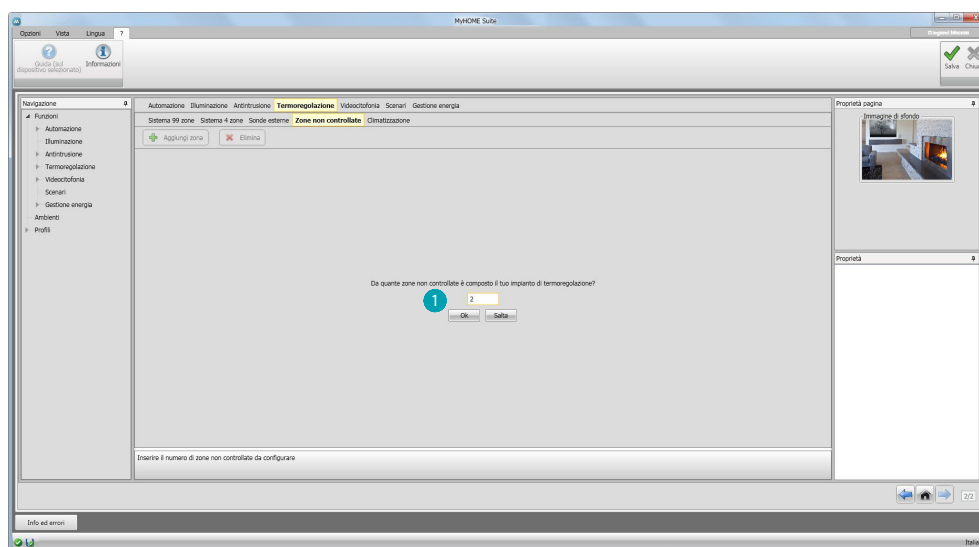 MyHOME Suite
Opzioni Vista Lingua ?
Guida (sul dispositivo selezionato)
Informazioni
Salva
Chiud
Navigazione
Funzioni
Automazione
Illuminazione
Antintrusione
Termoregolazione
Videocitofonia
Scenari
Gestione energia
Ambienti
Profili
Automazione Illuminazione Antintrusione Termoregolazione Videocitofonia Scenari Gestione energia
Sistema 99 zone Sistema 4 zone Sonde esterne Zone non controllate Climatizzazione
Aggiungi zona Elimina
Da quante zone non controllate è composto il tuo impianto di termoregolazione?
1 2
Ok Salta
Inserire il numero di zone non controllate da configurare
Proprietà pagina
Immagine di sfondo
Proprietà
2/2
Info ed errori
Italia